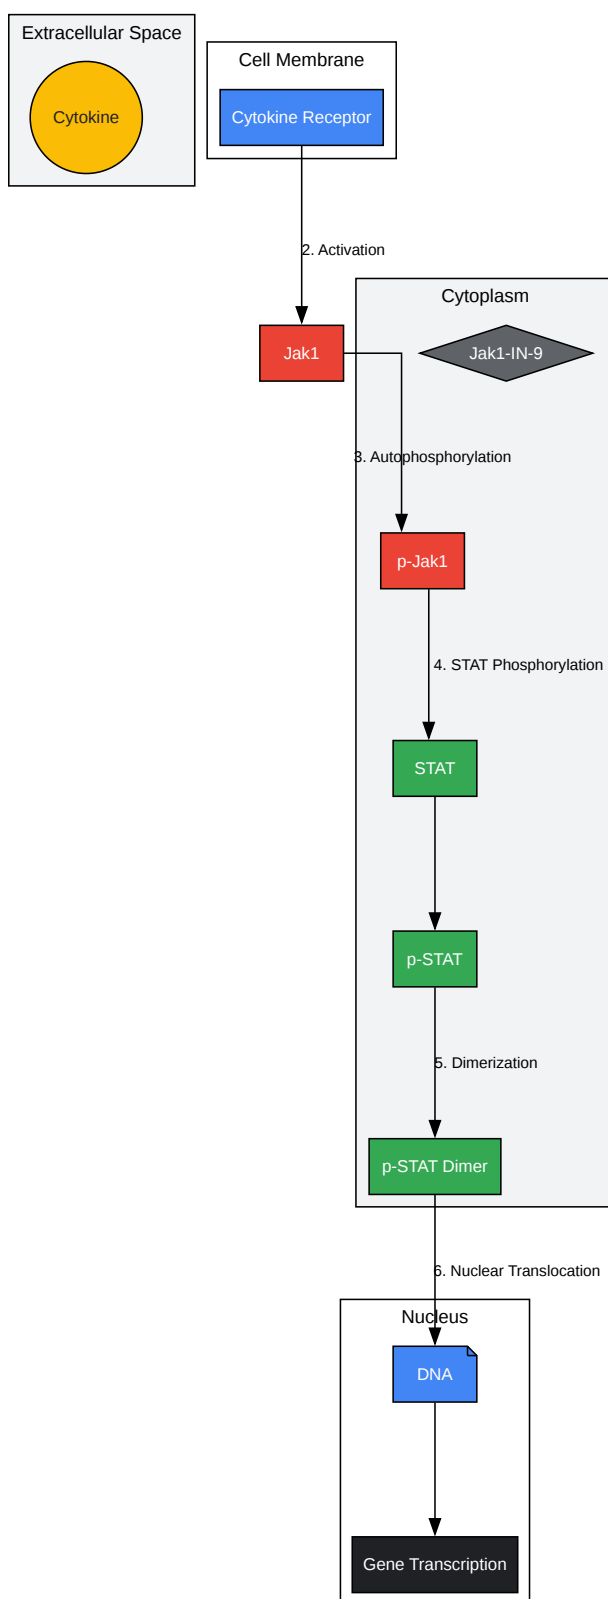 Extracellular Space
Cytokine
Cell Membrane
Cytokine Receptor
2. Activation
Cytoplasm
Jak1
Jak1-IN-9
3. Autophosphorylation
p-Jak1
4. STAT Phosphorylation
STAT
p-STAT
5. Dimerization
p-STAT Dimer
6. Nuclear Translocation
Nucleus
DNA
Gene Transcription